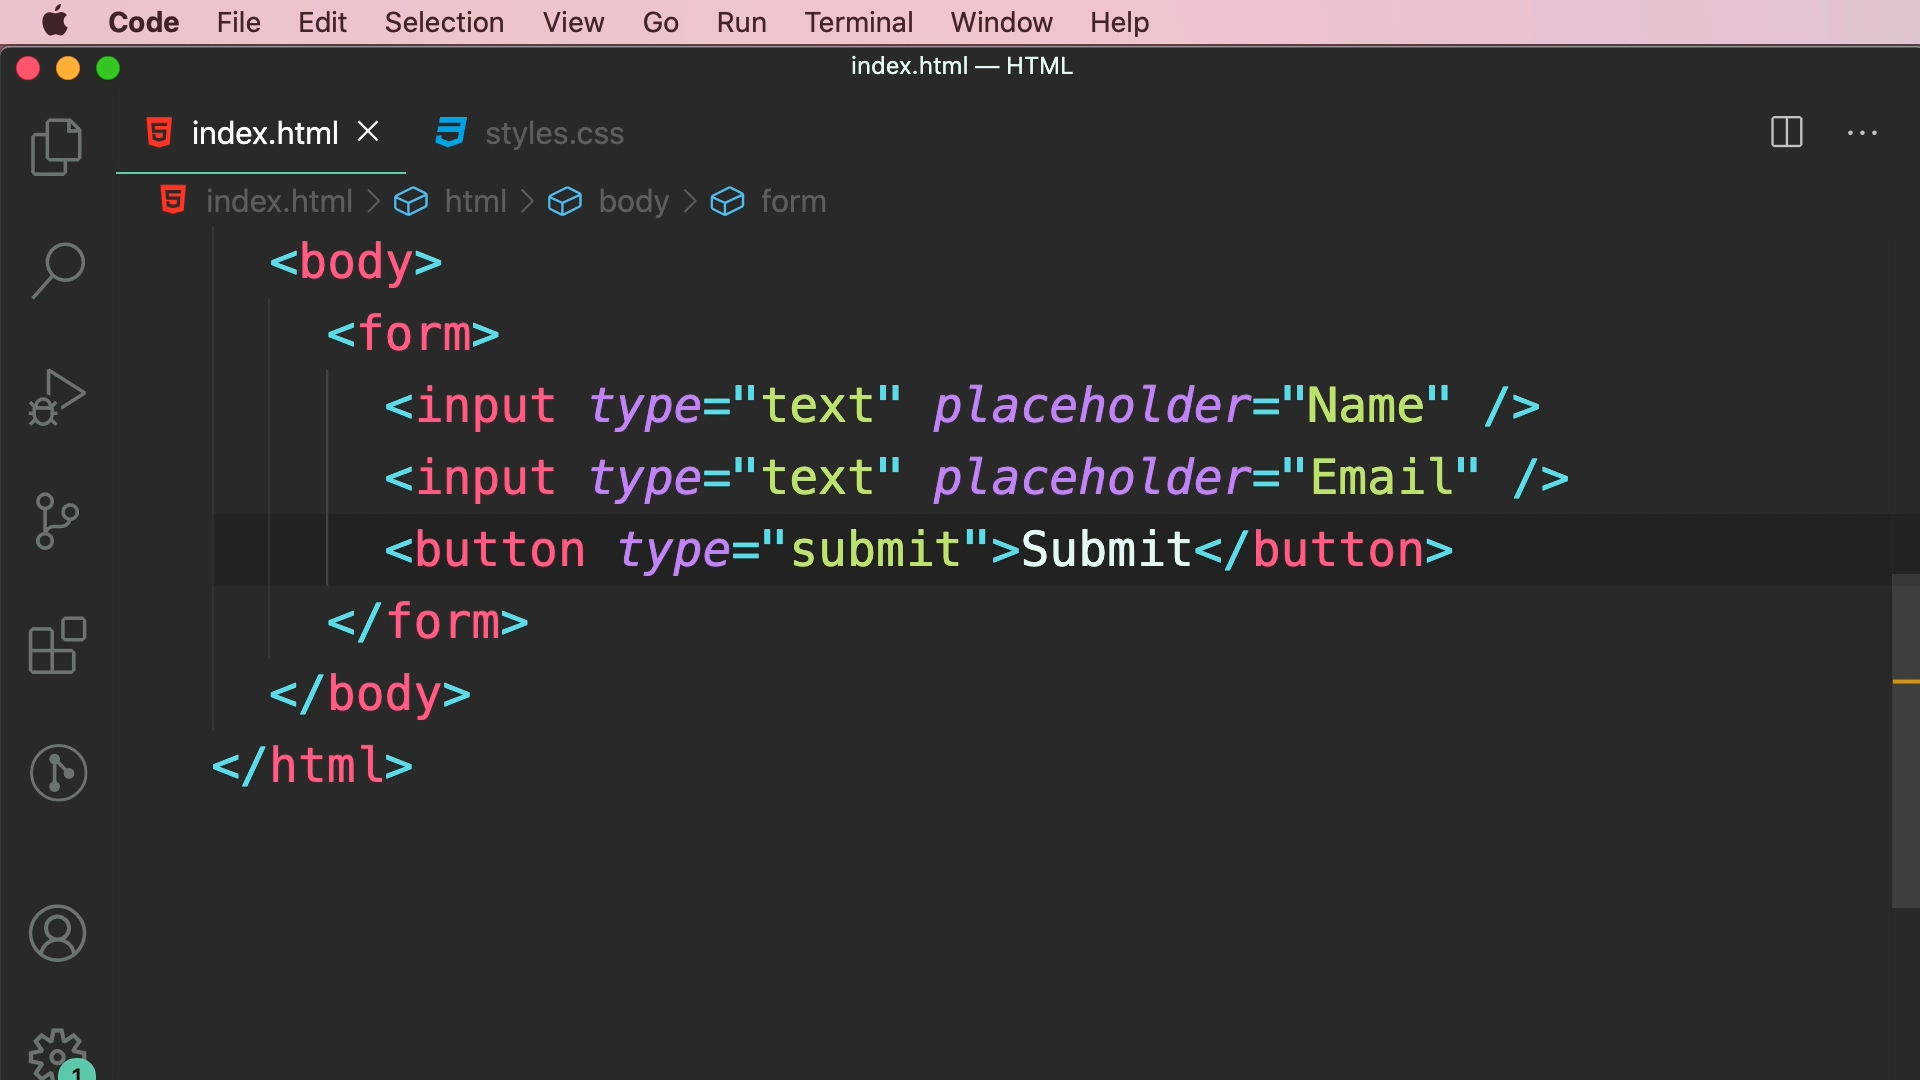 Code File Edit Selection View Go Run Terminal Window Help
index.html — HTML
index.html styles.css
index.html > html > body > form
<body>
<form>
<input type="text" placeholder="Name" />
<input type="text" placeholder="Email" />
<button type="submit">Submit</button>
</form>
</body>
</html>
1